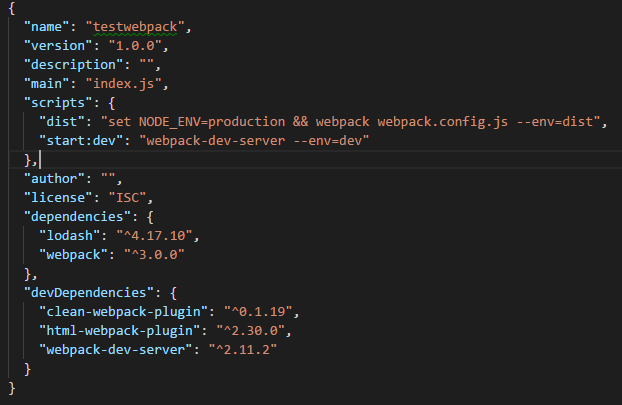 {
  "name": "testwebpack",
  "version": "1.0.0",
  "description": "",
  "main": "index.js",
  "scripts": {
    "dist": "set NODE_ENV=production && webpack webpack.config.js --env=dist",
    "start:dev": "webpack-dev-server --env=dev"
  },
  "author": "",
  "license": "ISC",
  "dependencies": {
    "lodash": "^4.17.10",
    "webpack": "^3.0.0"
  },
  "devDependencies": {
    "clean-webpack-plugin": "^0.1.19",
    "html-webpack-plugin": "^2.30.0",
    "webpack-dev-server": "^2.11.2"
  }
}